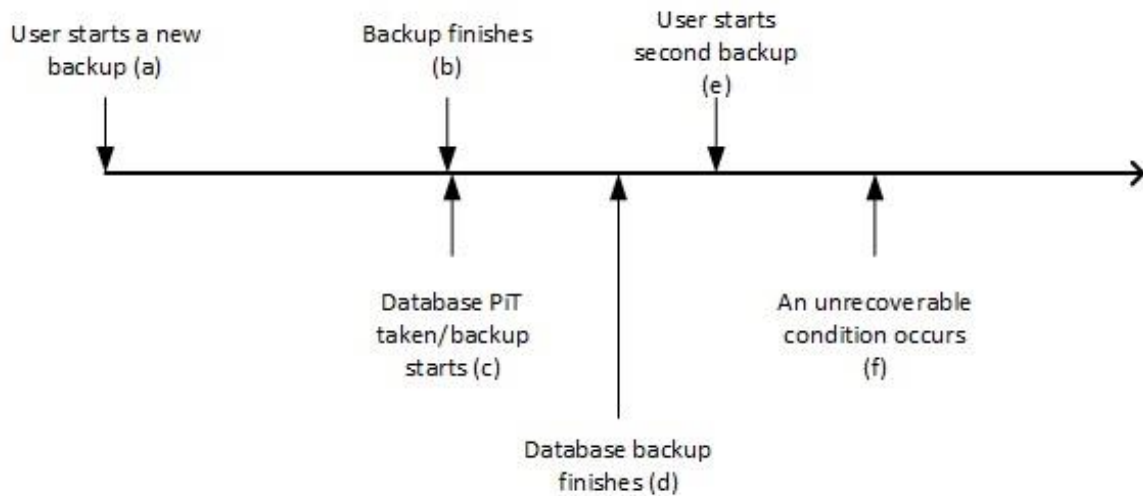 User starts a new
backup (a)
Backup finishes
(b)
User starts
second backup
(e)
Database PiT
taken/backup
starts (c)
An unrecoverable
condition occurs
(f)
Database backup
finishes (d)